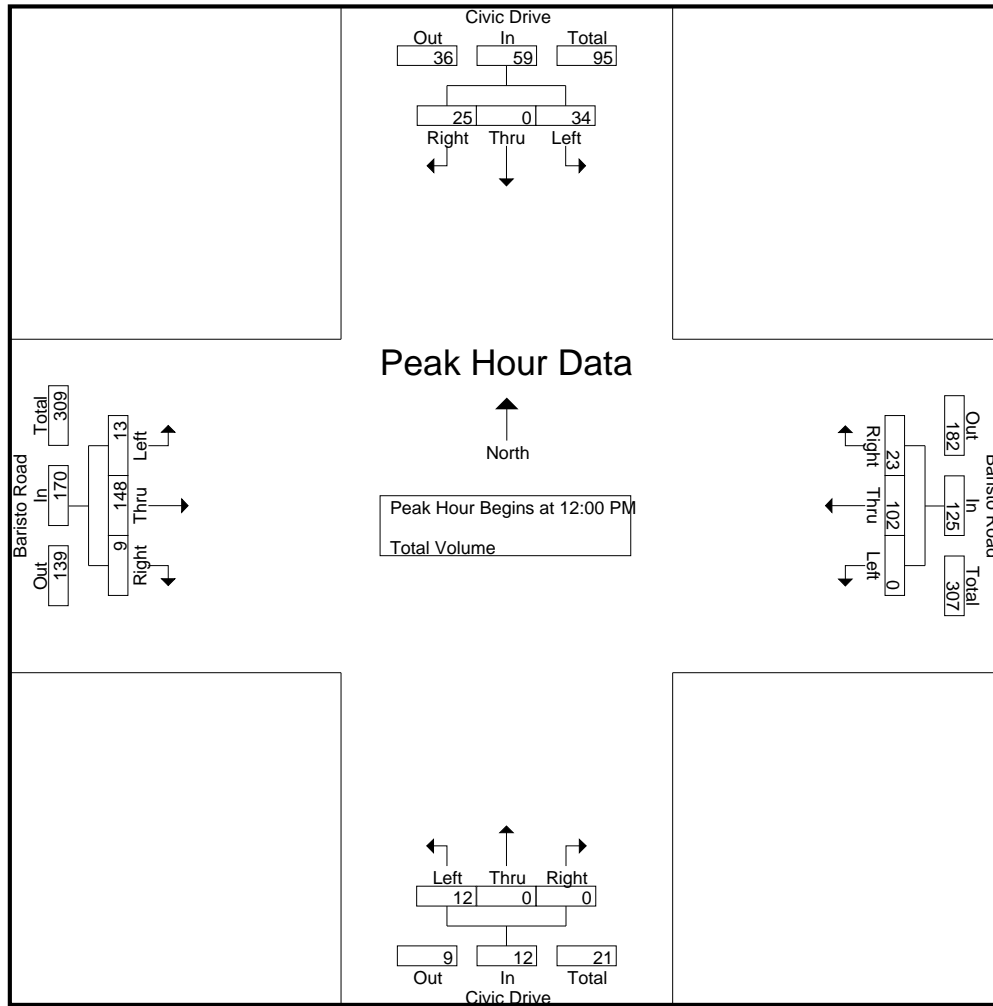 Civic Drive
Out In Total
36 59 95
25 0 34
Right Thru Left
Peak Hour Data
North
Peak Hour Begins at 12:00 PM
Total Volume
Baristo Road
Out In Total
139 170 309
Right Thru Left
9 148 13
Baristo Road
Out In Total
182 125 307
Right Thru Left
23 102 0
Left Thru Right
12 0 0
9 12 21
Out In Total
Civic Drive